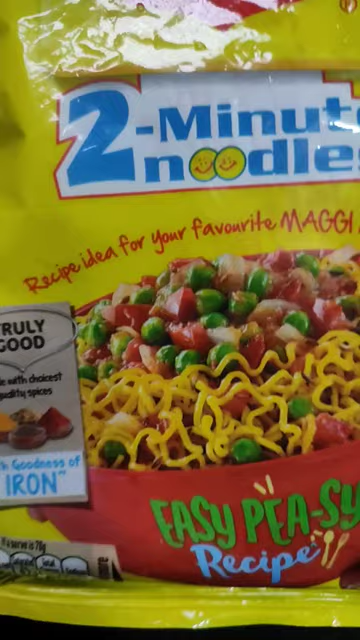 2-Minut
noodles
Recipe idea for your favourite MAGGI
TRULY
GOOD
with choicest
quality spices
Goodness of
IRON
EASY PEA-SY
Recipe